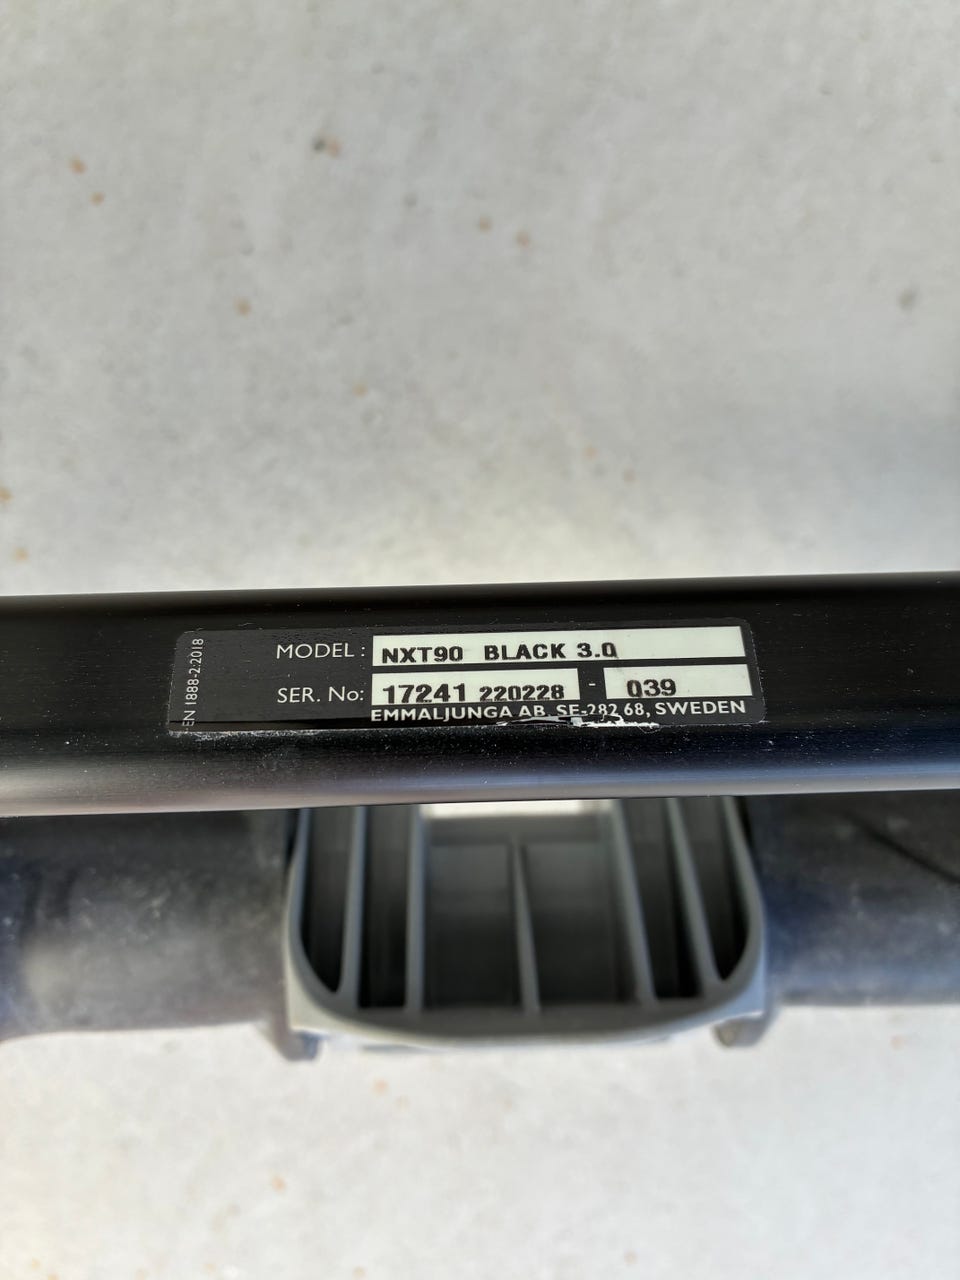 EN 1888-2:2018
MODEL : NXT90 BLACK 3.0
SER. No: 17241 220228 - 039
EMMALJUNGA AB, SE-282 68, SWEDEN